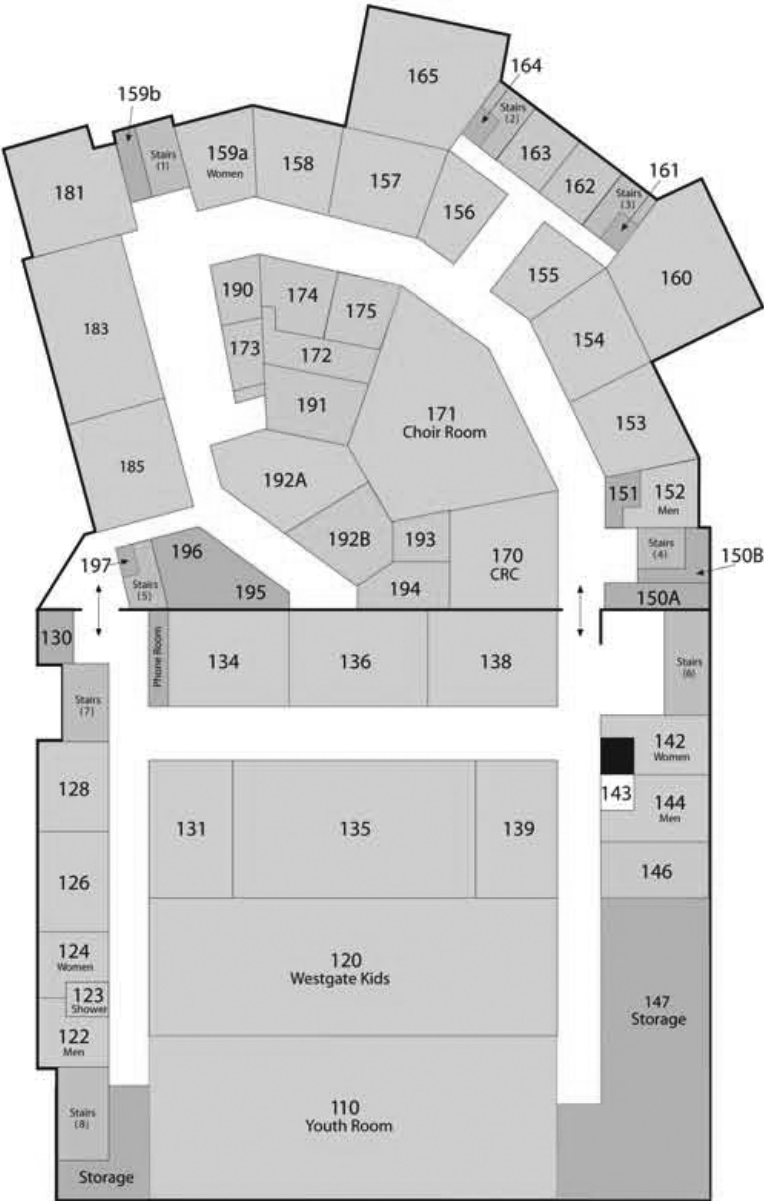 165
164
159b
Stairs
(2)
Stairs
(1)
159a
Women
158
163
157
162
161
Stairs
(3)
181
156
160
155
190
174
175
183
173
172
154
191
171
Choir Room
153
185
192A
151
152
Men
192B
193
170
CRC
Stairs
(4)
150B
197
196
Stairs
(5)
195
194
150A
130
Phone Room
134
136
138
Stairs
(6)
Stairs
(7)
142
Women
128
143
144
Men
131
135
139
126
146
124
Women
120
Westgate Kids
123
Shower
147
Storage
122
Men
Stairs
(8)
110
Youth Room
Storage